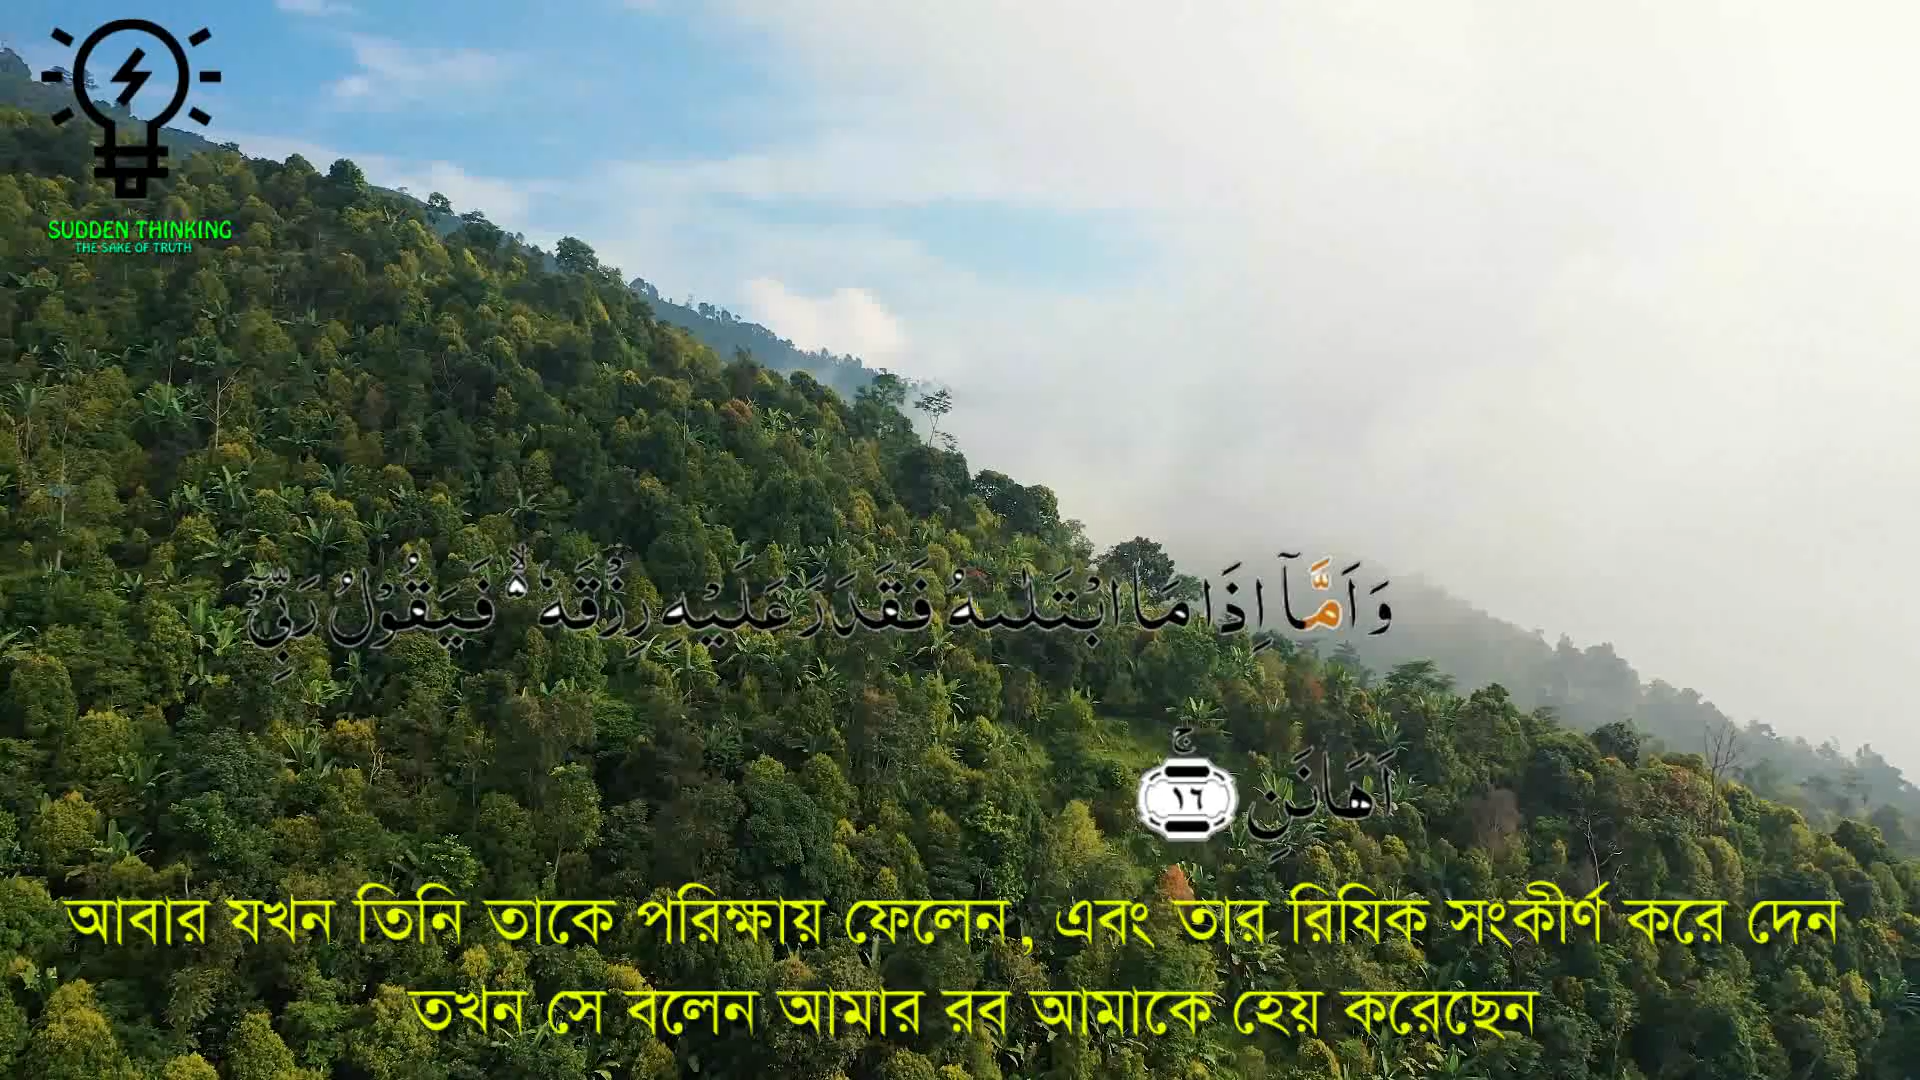 SUDDEN THINKING
THE SAKE OF TRUTH
وَاَمَّاۤ اِذَا مَا ابْتَلٰىهُ فَقَدَرَ عَلَيْهِ رِزْقَهٗ ۙ۬ فَيَقُوْلُ رَبِّيْۤ
اَهَانَنِ ۚ ١٦
আবার যখন তিনি তাকে পরিক্ষায় ফেলেন, এবং তার রিযিক সংকীর্ণ করে দেন
তখন সে বলেন আমার রব আমাকে হেয় করেছেন